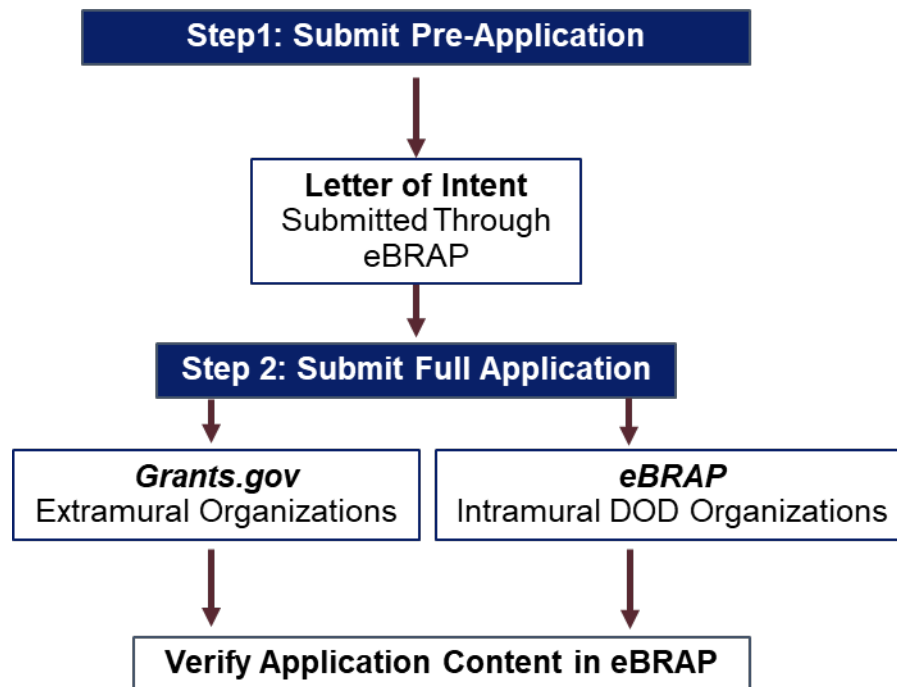 Step1: Submit Pre-Application
Letter of Intent
Submitted Through
eBRAP
Step 2: Submit Full Application
Grants.gov
Extramural Organizations
eBRAP
Intramural DOD Organizations
Verify Application Content in eBRAP